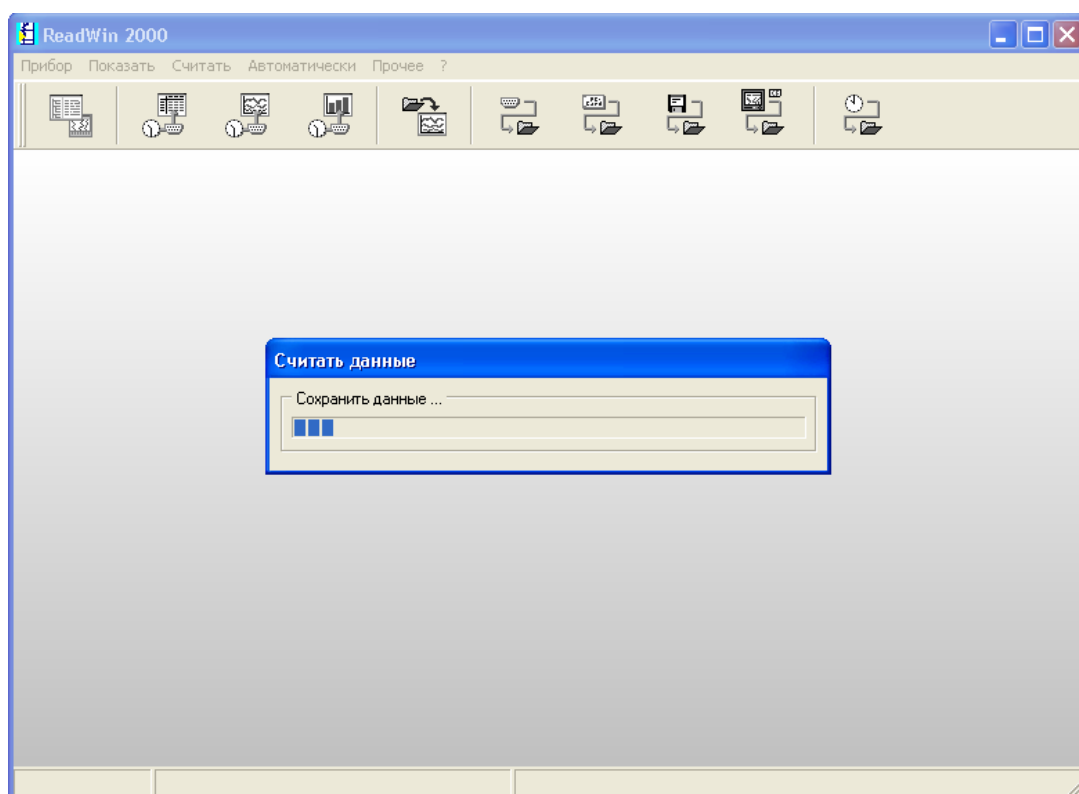 ReadWin 2000
Прибор Показать Считать Автоматически Прочее ?
Считать данные
Сохранить данные ...